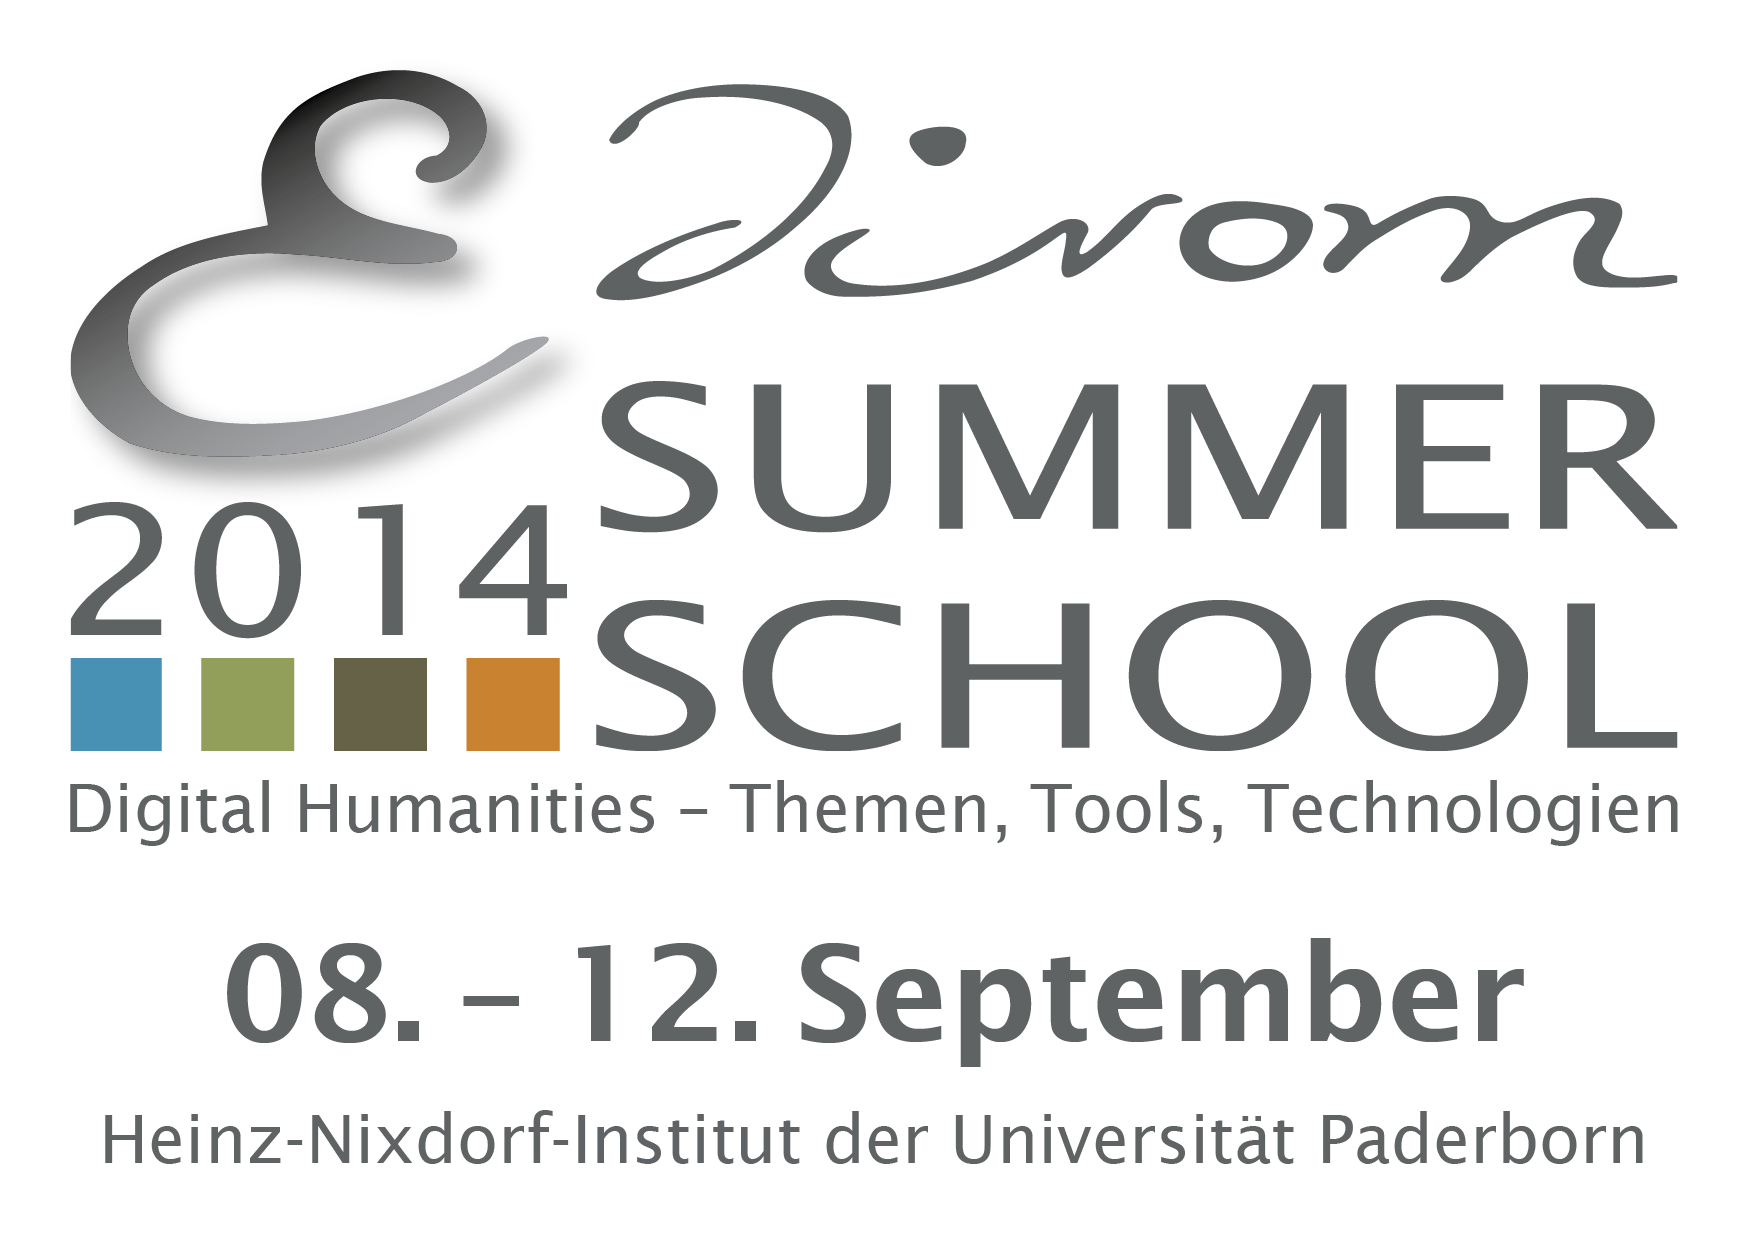 Edirom
SUMMER
2014
SCHOOL
Digital Humanities – Themen, Tools, Technologien
08. – 12. September
Heinz-Nixdorf-Institut der Universität Paderborn